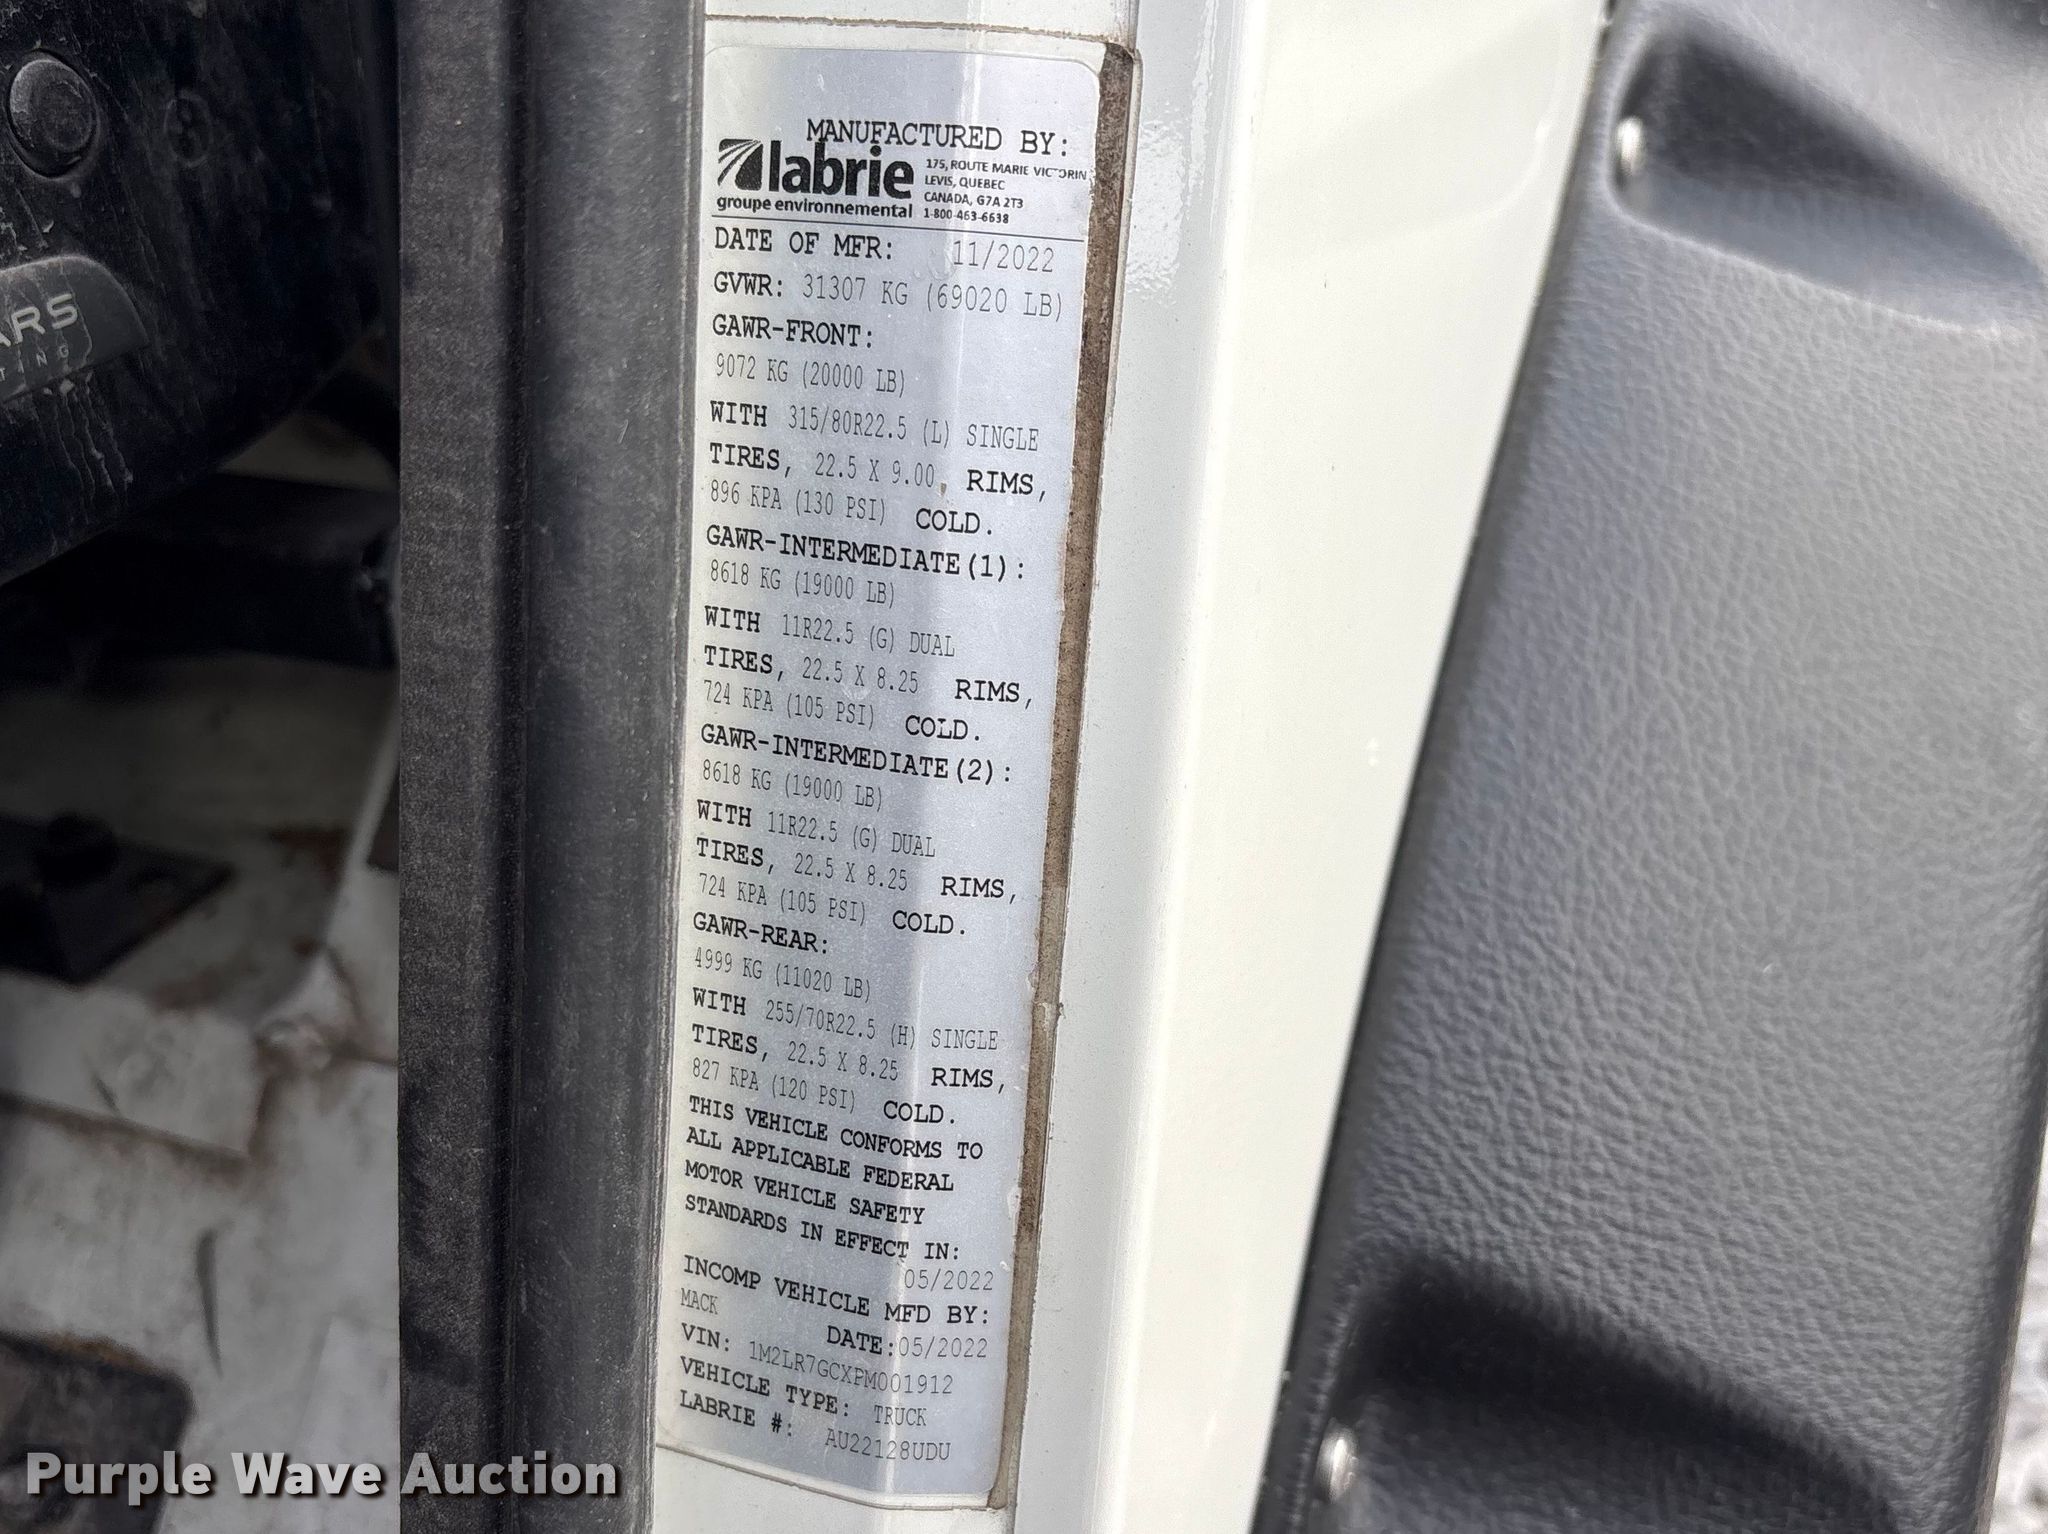 MANUFACTURED BY:
labrie
groupe environnemental
175, ROUTE MARIE VICTORIN
LEVIS, QUEBEC
CANADA, G7A 2T3
1-800-463-6638
DATE OF MFR: 11/2022
GVWR: 31307 KG (69020 LB)
GAWR-FRONT:
9072 KG (20000 LB)
WITH 315/80R22.5 (L) SINGLE
TIRES, 22.5 X 9.00 RIMS,
896 KPA (130 PSI) COLD.
GAWR-INTERMEDIATE(1):
8618 KG (19000 LB)
WITH 11R22.5 (G) DUAL
TIRES, 22.5 X 8.25 RIMS,
724 KPA (105 PSI) COLD.
GAWR-INTERMEDIATE(2):
8618 KG (19000 LB)
WITH 11R22.5 (G) DUAL
TIRES, 22.5 X 8.25 RIMS,
724 KPA (105 PSI) COLD.
GAWR-REAR:
4999 KG (11020 LB)
WITH 255/70R22.5 (H) SINGLE
TIRES, 22.5 X 8.25 RIMS,
827 KPA (120 PSI) COLD.
THIS VEHICLE CONFORMS TO
ALL APPLICABLE FEDERAL
MOTOR VEHICLE SAFETY
STANDARDS IN EFFECT IN:
05/2022
INCOMP VEHICLE MFD BY:
MACK
DATE:05/2022
VIN: 1M2LR7GCXPM001912
VEHICLE TYPE: TRUCK
LABRIE #: AU22128UDU
Purple Wave Auction